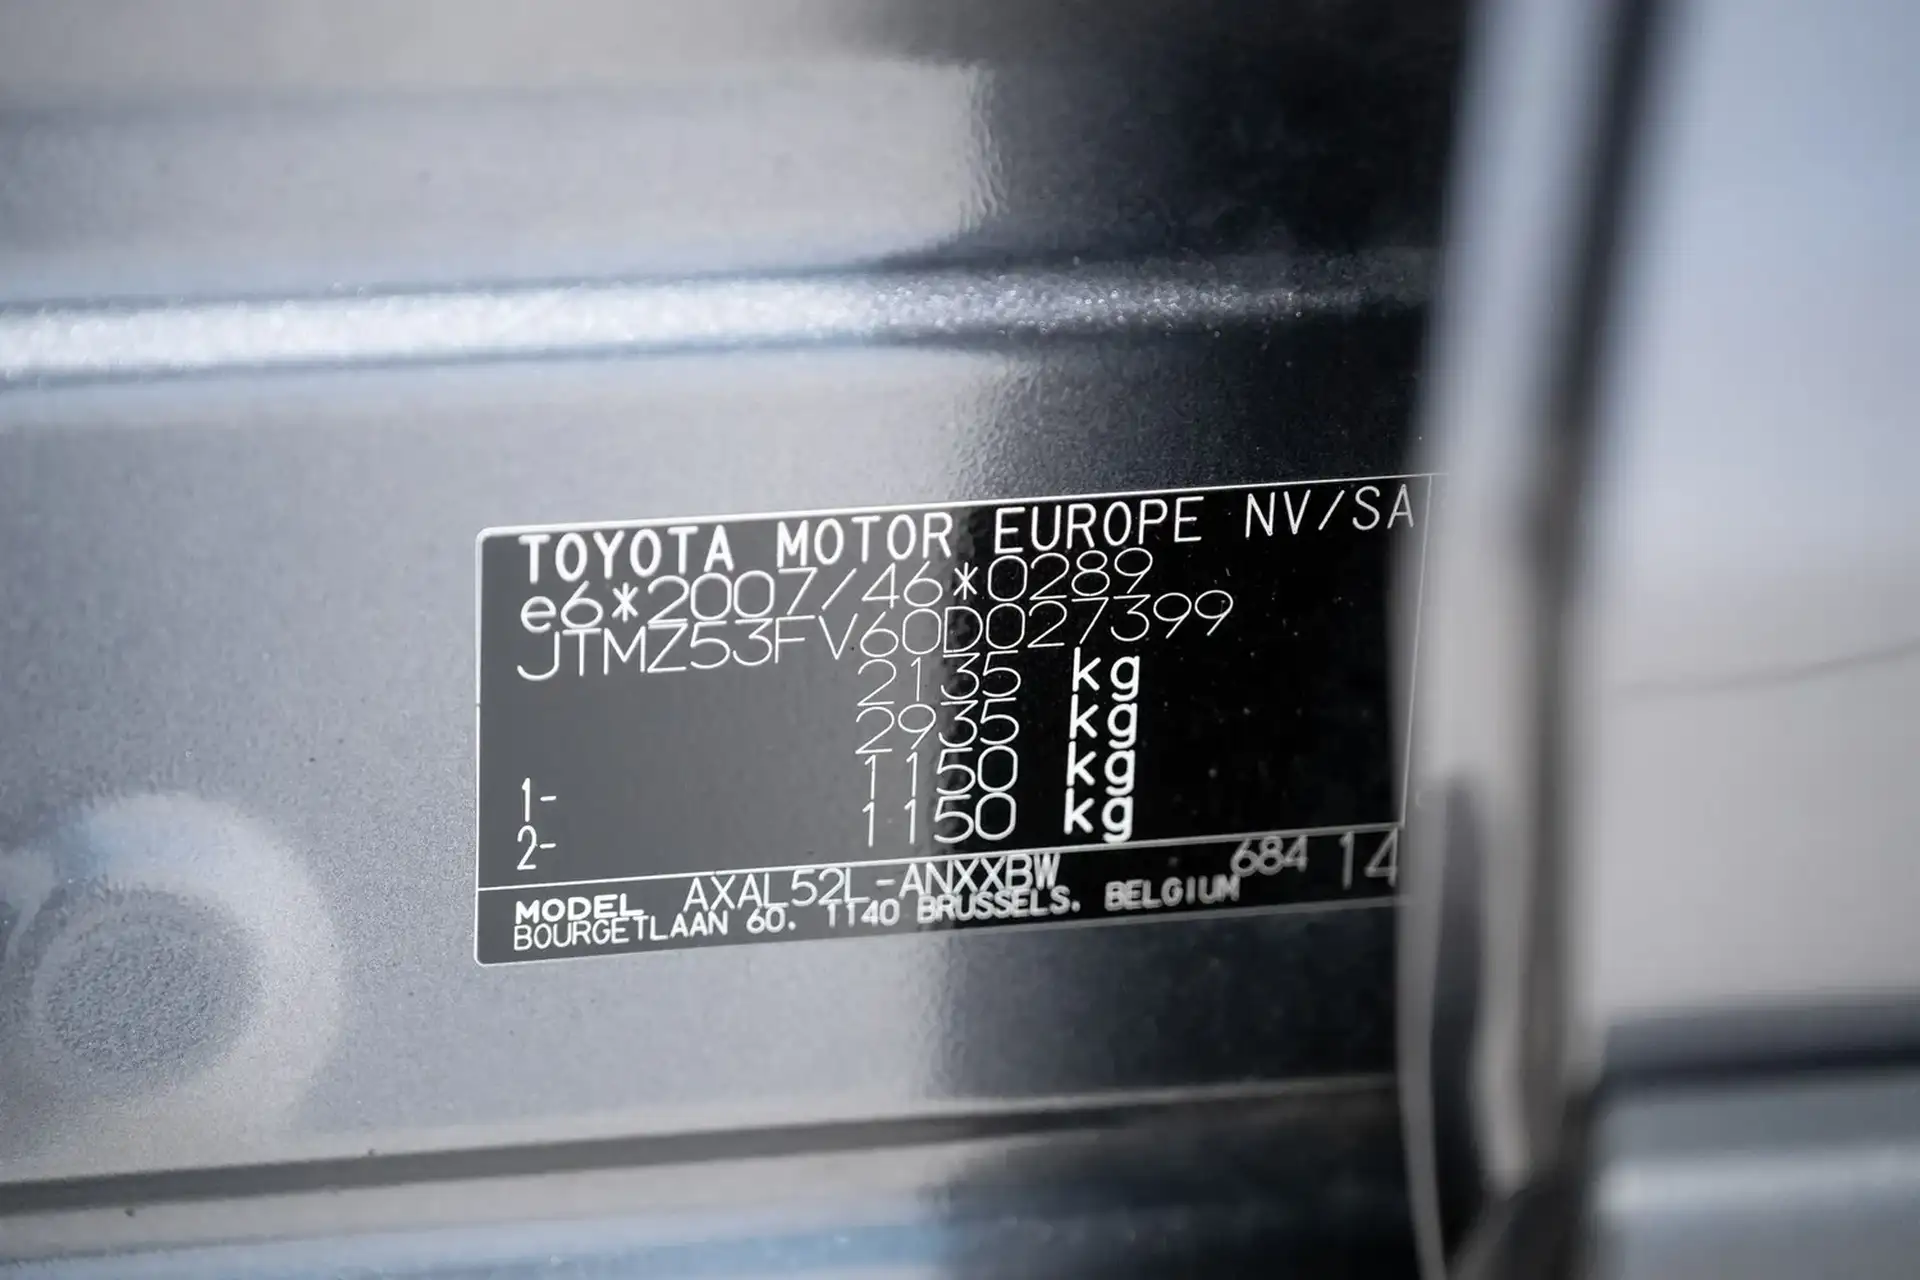 TOYOTA MOTOR EUROPE NV/SA
e6*2007/46*0289
JTMZ53FV60D027399
2135 kg
2935 kg
1- 1150 kg
2- 1150 kg
MODEL AXAL52L-ANXXBW 684 14
BOURGETLAAN 60. 1140 BRUSSELS. BELGIUM